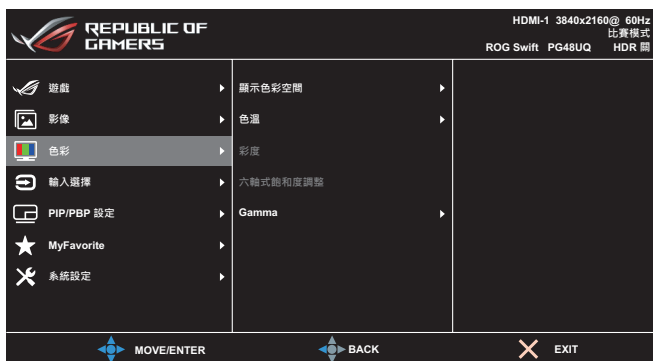 REPUBLIC OF
GAMERS
HDMI-1 3840x2160@ 60Hz
比賽模式
ROG Swift PG48UQ HDR 關
遊戲
影像
色彩
輸入選擇
PIP/PBP 設定
MyFavorite
系統設定
顯示色彩空間
色溫
彩度
六軸式飽和度調整
Gamma
MOVE/ENTER
BACK
EXIT